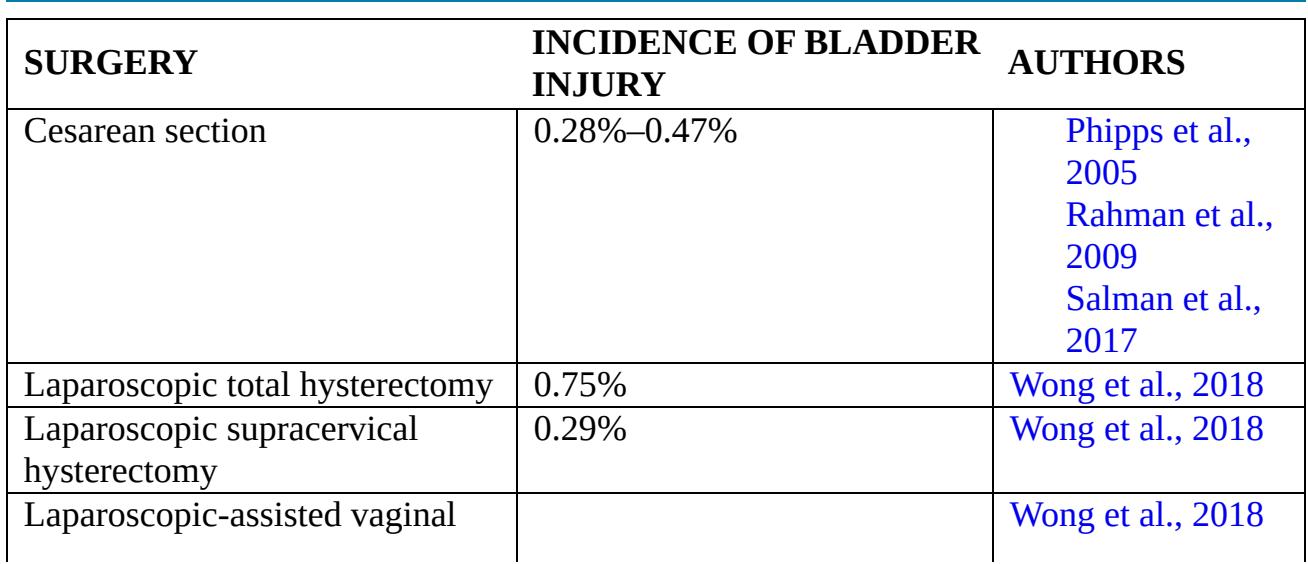 SURGERY
INCIDENCE OF BLADDER
INJURY
AUTHORS
Cesarean section
0.28%–0.47%
Phipps et al.,
2005
Rahman et al.,
2009
Salman et al.,
2017
Laparoscopic total hysterectomy
0.75%
Wong et al., 2018
Laparoscopic supracervical
hysterectomy
0.29%
Wong et al., 2018
Laparoscopic-assisted vaginal
Wong et al., 2018